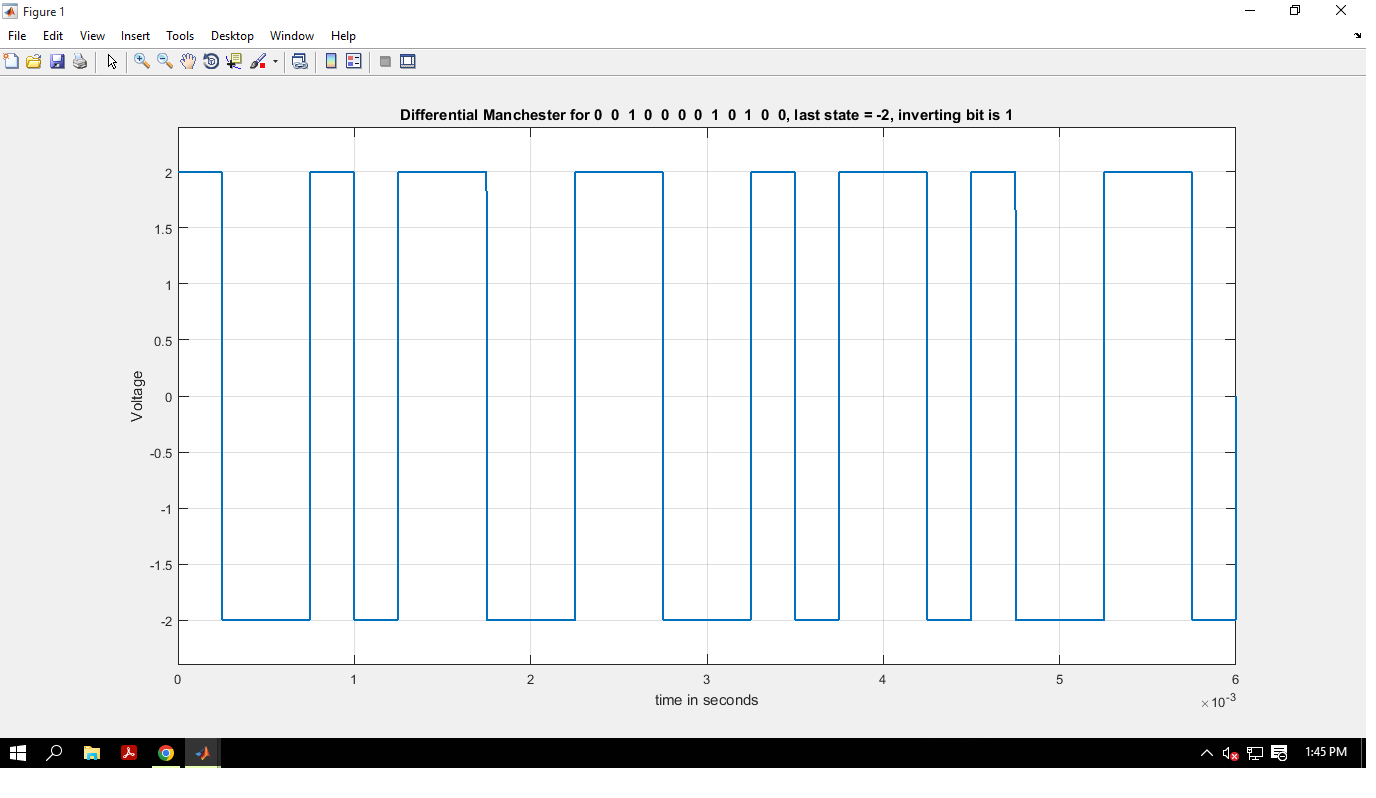 Figure 1
File Edit View Insert Tools Desktop Window Help
Differential Manchester for 0 0 1 0 0 0 0 1 0 1 0 0, last state = -2, inverting bit is 1
2
1.5
1
0.5
0
-0.5
-1
-1.5
-2
Voltage
0 1 2 3 4 5 6
time in seconds
×10-3
1:45 PM